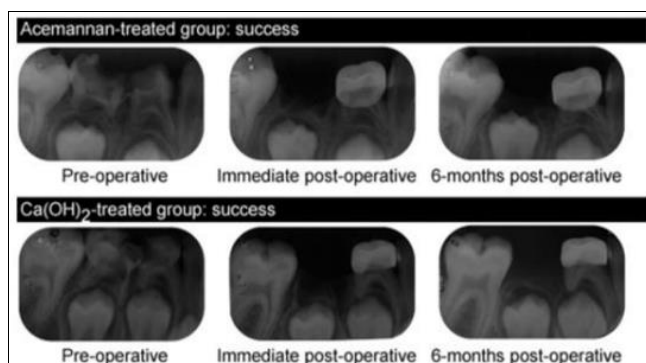 Acemannan-treated group: success
Pre-operative
Immediate post-operative
6-months post-operative
Ca(OH)2-treated group: success
Pre-operative
Immediate post-operative
6-months post-operative